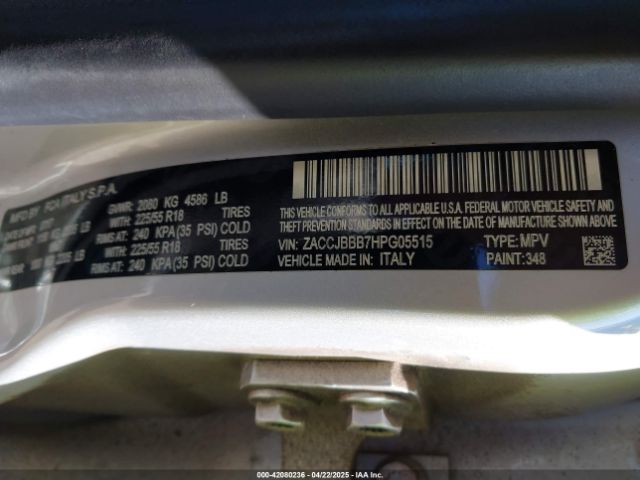 MFD BY FCA ITALY S.P.A.
GVWR: 2080 KG 4586 LB
WITH: 225/55 R18 TIRES
RIMS AT: 240 KPA (35 PSI) COLD
WITH: 225/55 R18 TIRES
RIMS AT: 240 KPA (35 PSI) COLD
THIS VEHICLE CONFORMS TO ALL APPLICABLE U.S.A. FEDERAL MOTOR
VEHICLE SAFETY, BUMPER, AND THEFT PREVENTION STANDARDS IN EFFECT
ON THE DATE OF MANUFACTURE SHOWN ABOVE.
VIN: ZACCJBBB7HPG05515 TYPE: MPV
VEHICLE MADE IN: ITALY PAINT: 348
000-42080236 - 04/22/2025 - IAA Inc.